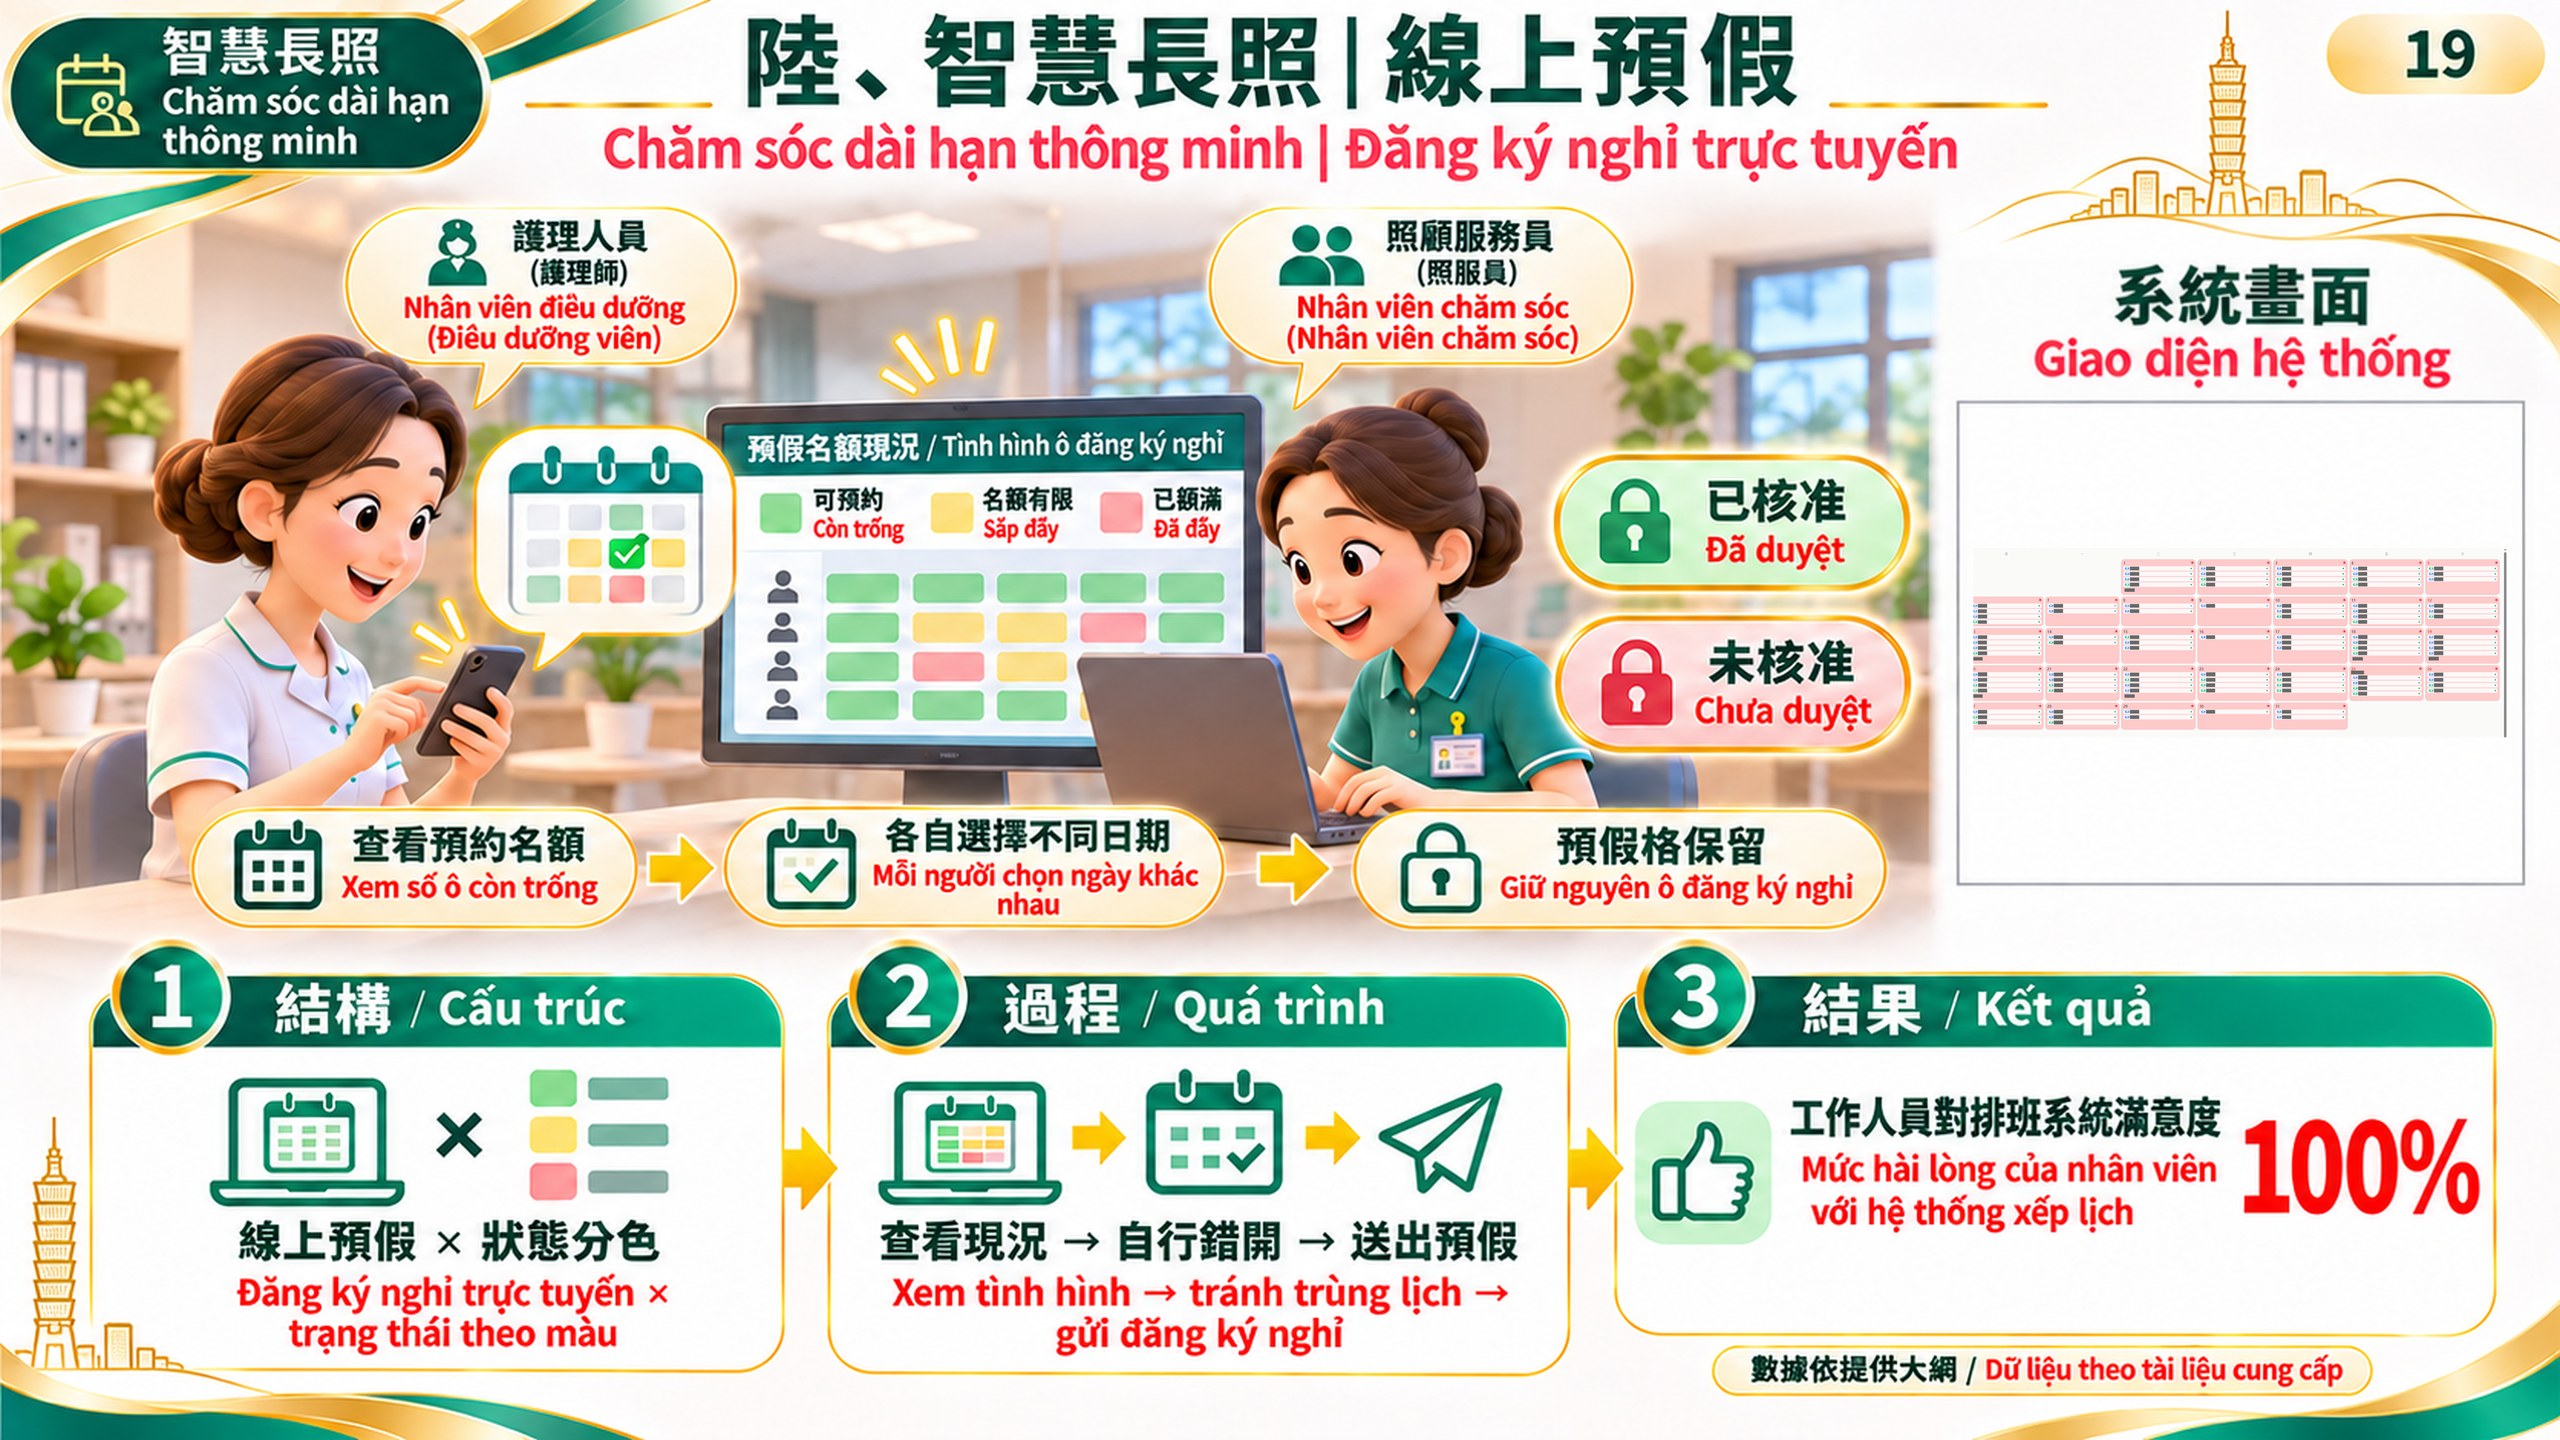 智慧長照
Chăm sóc dài hạn
thông minh
陸、智慧長照|線上預假
Chăm sóc dài hạn thông minh | Đăng ký nghỉ trực tuyến
19
護理人員
(護理師)
Nhân viên điều dưỡng
(Điều dưỡng viên)
照顧服務員
(照服員)
Nhân viên chăm sóc
(Nhân viên chăm sóc)
系統畫面
Giao diện hệ thống
預假名額現況 / Tình hình ô đăng ký nghỉ
可預約
Còn trống
名額有限
Sắp đầy
已額滿
Đã đầy
已核准
Đã duyệt
未核准
Chưa duyệt
查看預約名額
Xem số ô còn trống
各自選擇不同日期
Mỗi người chọn ngày khác
nhau
預假格保留
Giữ nguyên ô đăng ký nghỉ
1
結構 / Cấu trúc
線上預假 × 狀態分色
Đăng ký nghỉ trực tuyến ×
trạng thái theo màu
2
過程 / Quá trình
查看現況 → 自行錯開 → 送出預假
Xem tình hình → tránh trùng lịch →
gửi đăng ký nghỉ
3
結果 / Kết quả
工作人員對排班系統滿意度
Mức hài lòng của nhân viên
với hệ thống xếp lịch
100%
數據依提供大綱 / Dữ liệu theo tài liệu cung cấp